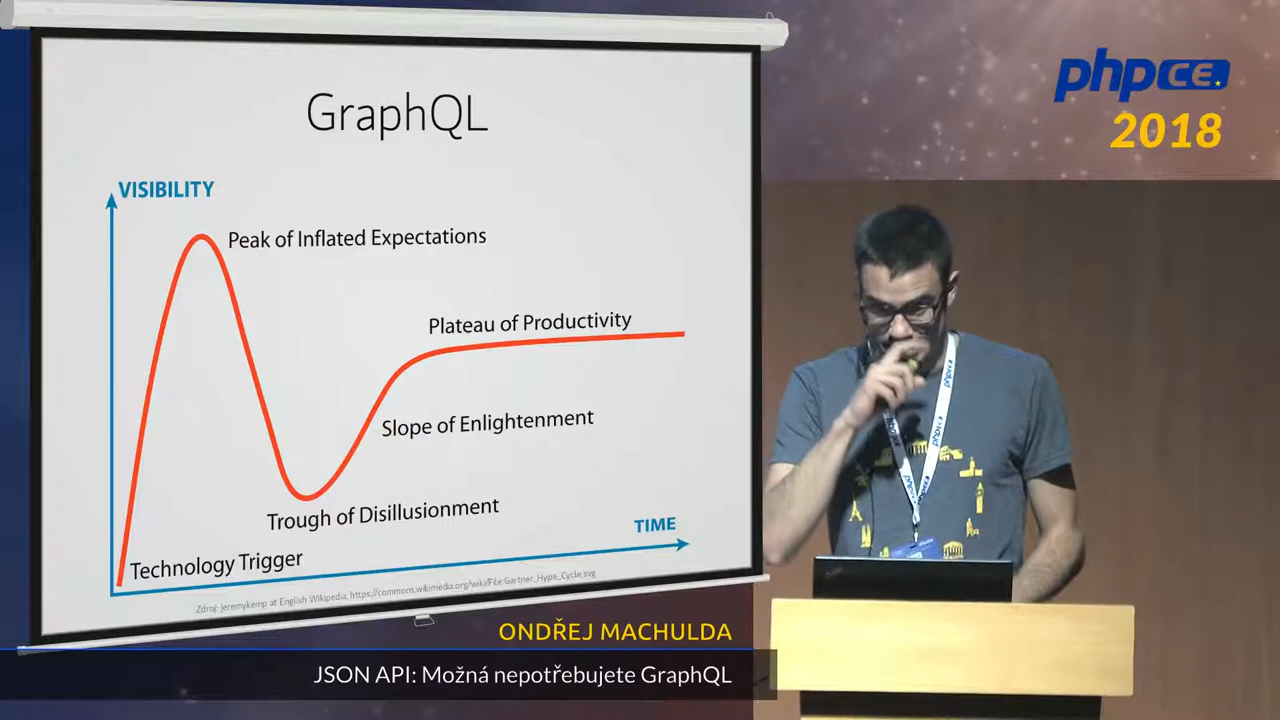 GraphQL
VISIBILITY
Peak of Inflated Expectations
Plateau of Productivity
Slope of Enlightenment
Trough of Disillusionment
TIME
Technology Trigger
Zdroj: Jeremykemp at English Wikipedia, https://commons.wikimedia.org/wiki/File:Gartner_Hype_Cycle.svg
phpce.
2018
php
ONDŘEJ MACHULDA
JSON API: Možná nepotřebujete GraphQL